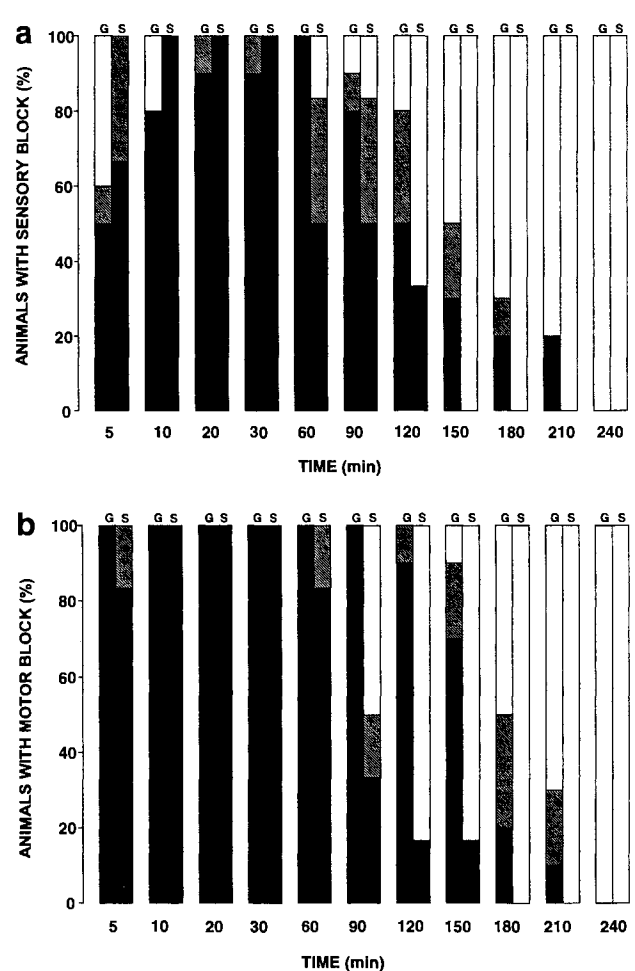 a
G S G S G S G S G S G S G S G S G S G S G S
ANIMALS WITH SENSORY BLOCK (%)
100
80
60
40
20
0
5 10 20 30 60 90 120 150 180 210 240
TIME (min)
b
G S G S G S G S G S G S G S G S G S G S G S
ANIMALS WITH MOTOR BLOCK (%)
100
80
60
40
20
0
5 10 20 30 60 90 120 150 180 210 240
TIME (min)